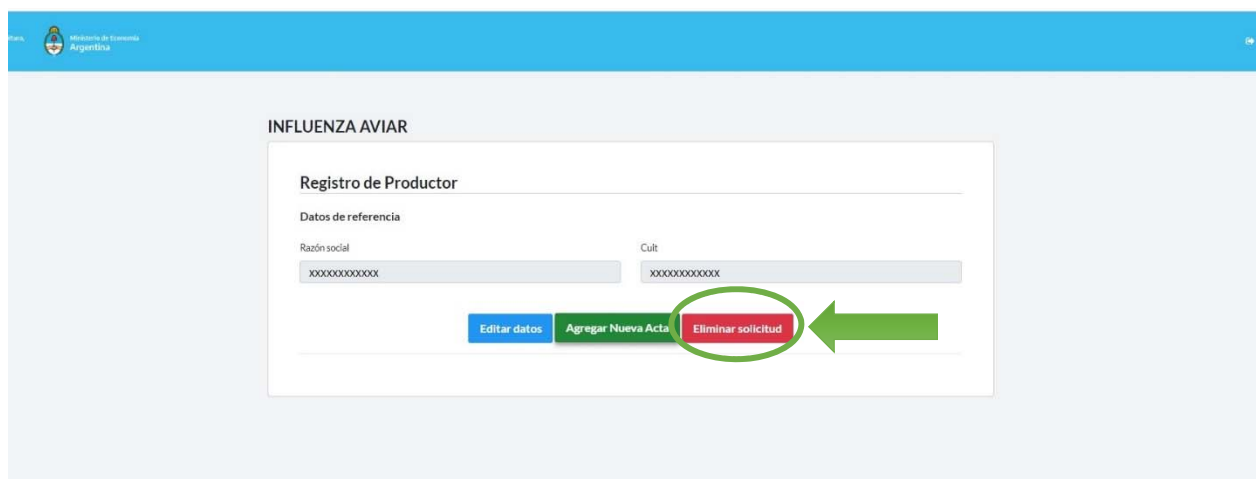 Ministerio de Economía
Argentina
INFLUENZA AVIAR
Registro de Productor
Datos de referencia
Razón social
Cuit
xxxxxxxxxxxx
xxxxxxxxxxxx
Editar datos
Agregar Nueva Acta
Eliminar solicitud